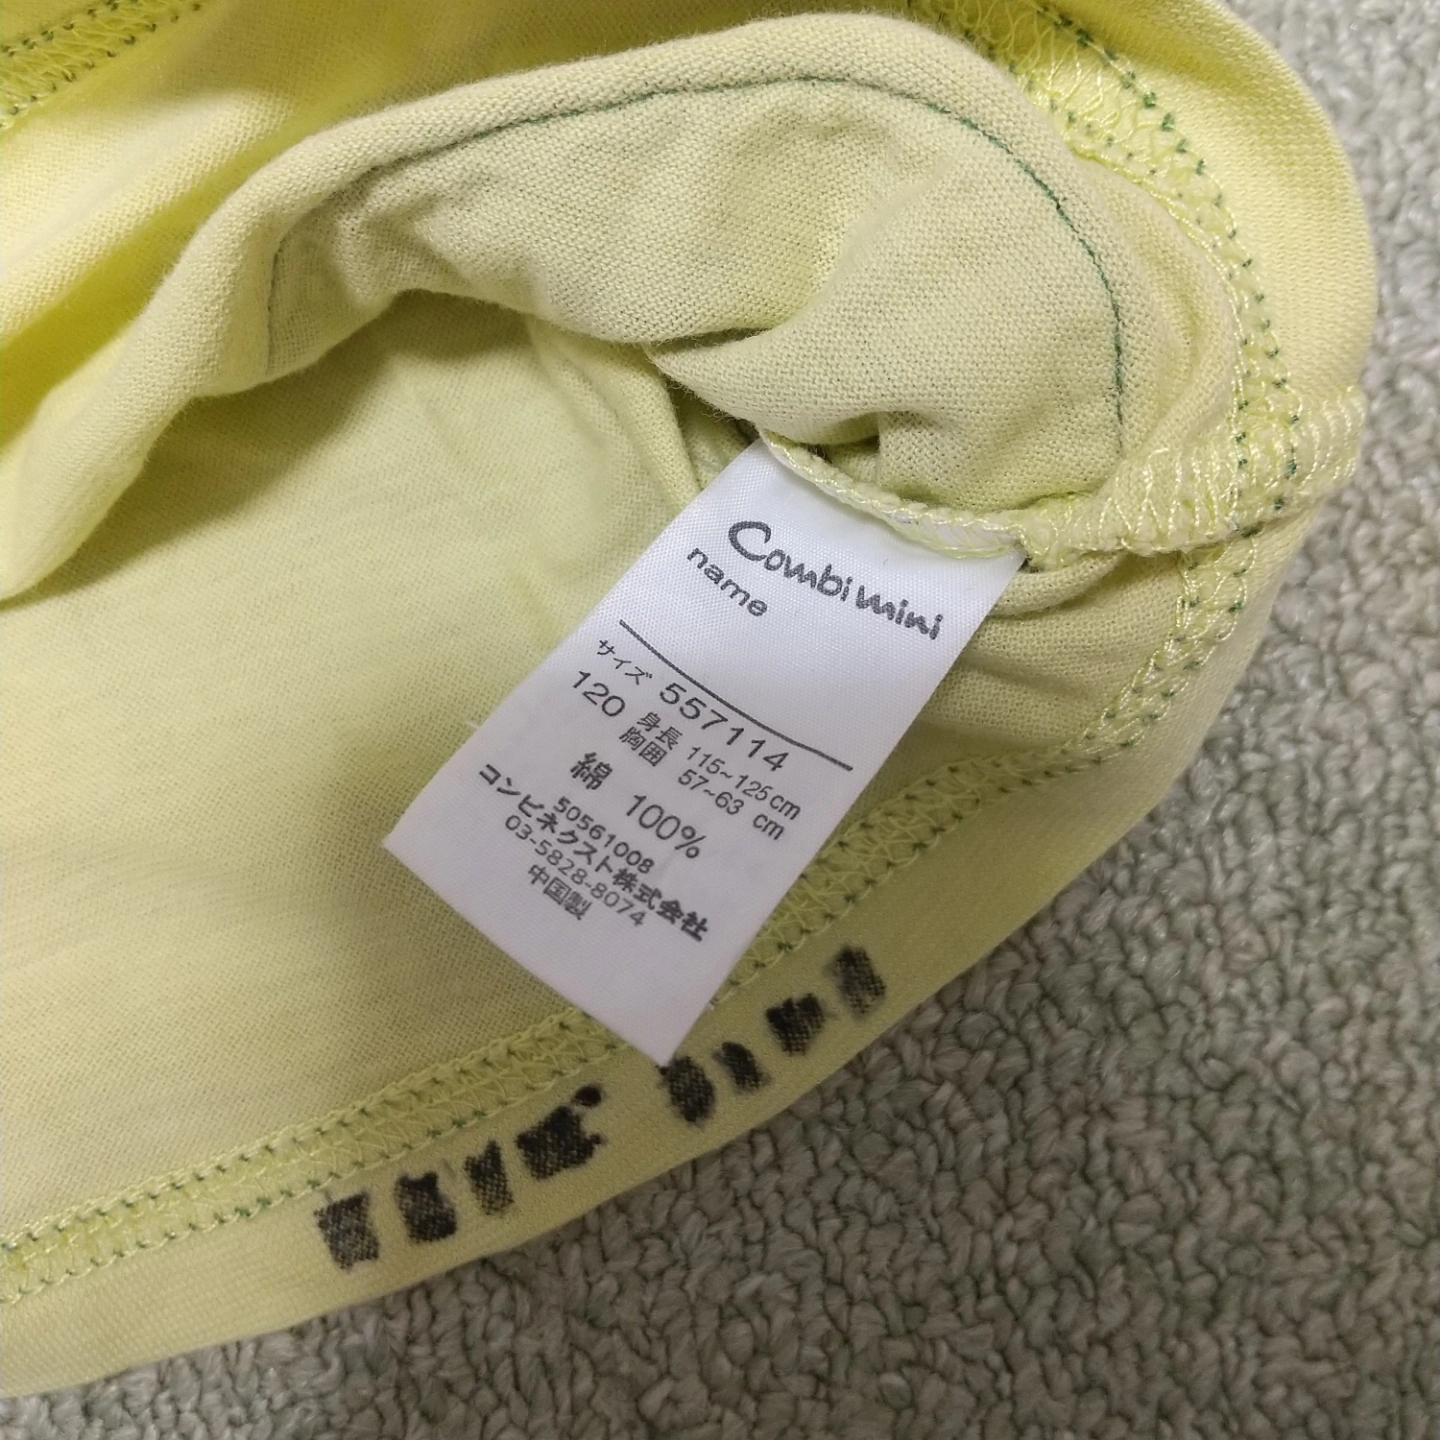 Combi mini
name
557114
サイズ
120 身長 115~125cm
胸囲 57~63 cm
綿 100%
50561008
コンビネクスト株式会社
03-5828-8074
中国製